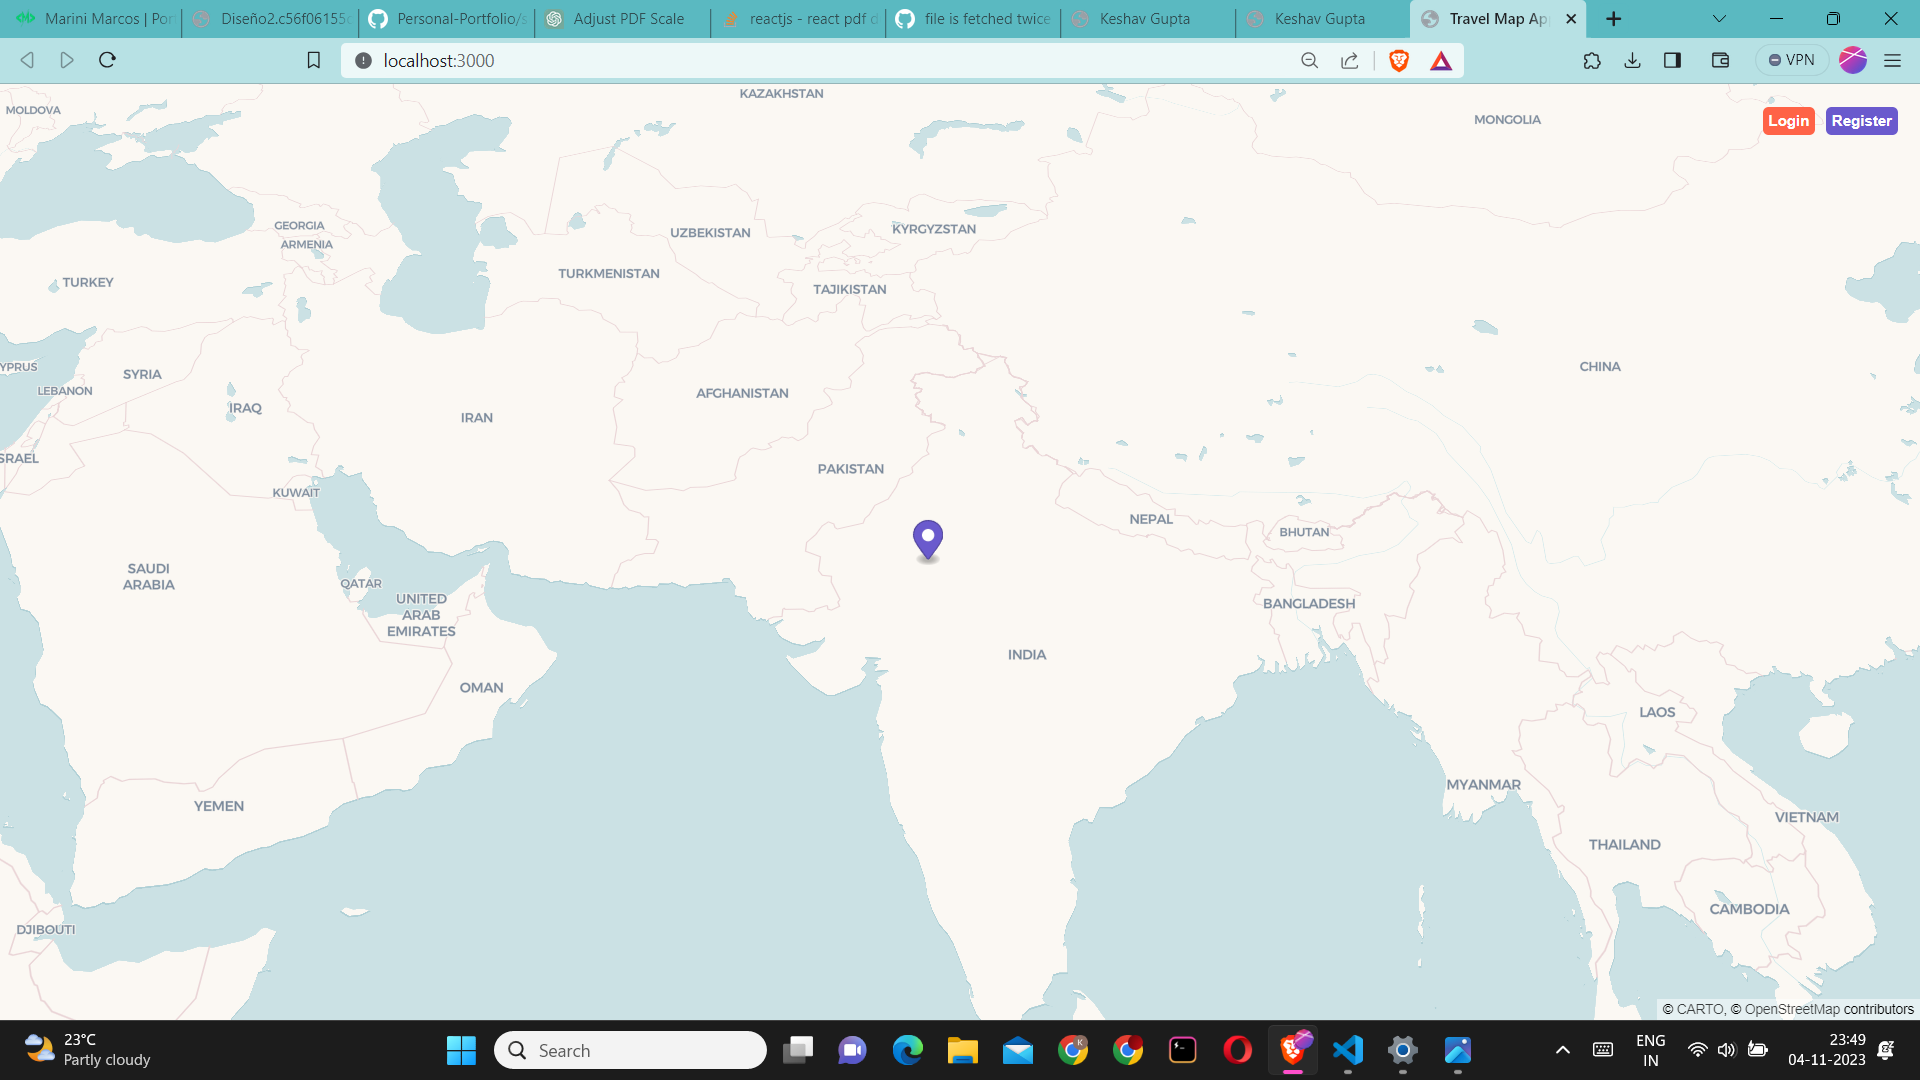 Marini Marcos | Por
Diseño2.c56f06155c
Personal-Portfolio/s
Adjust PDF Scale
reactjs - react pdf d
file is fetched twice
Keshav Gupta
Keshav Gupta
Travel Map Ap
localhost:3000
VPN
Login
Register
KAZAKHSTAN
MOLDOVA
MONGOLIA
GEORGIA
ARMENIA
UZBEKISTAN
KYRGYZSTAN
TURKEY
TURKMENISTAN
TAJIKISTAN
YPRUS
SYRIA
LEBANON
IRAQ
IRAN
AFGHANISTAN
CHINA
SRAEL
KUWAIT
PAKISTAN
NEPAL
BHUTAN
SAUDI
ARABIA
QATAR
UNITED
ARAB
EMIRATES
BANGLADESH
INDIA
OMAN
LAOS
YEMEN
MYANMAR
VIETNAM
THAILAND
CAMBODIA
DJIBOUTI
© CARTO, © OpenStreetMap contributors
23°C
Partly cloudy
Search
K
ENG
IN
23:49
04-11-2023